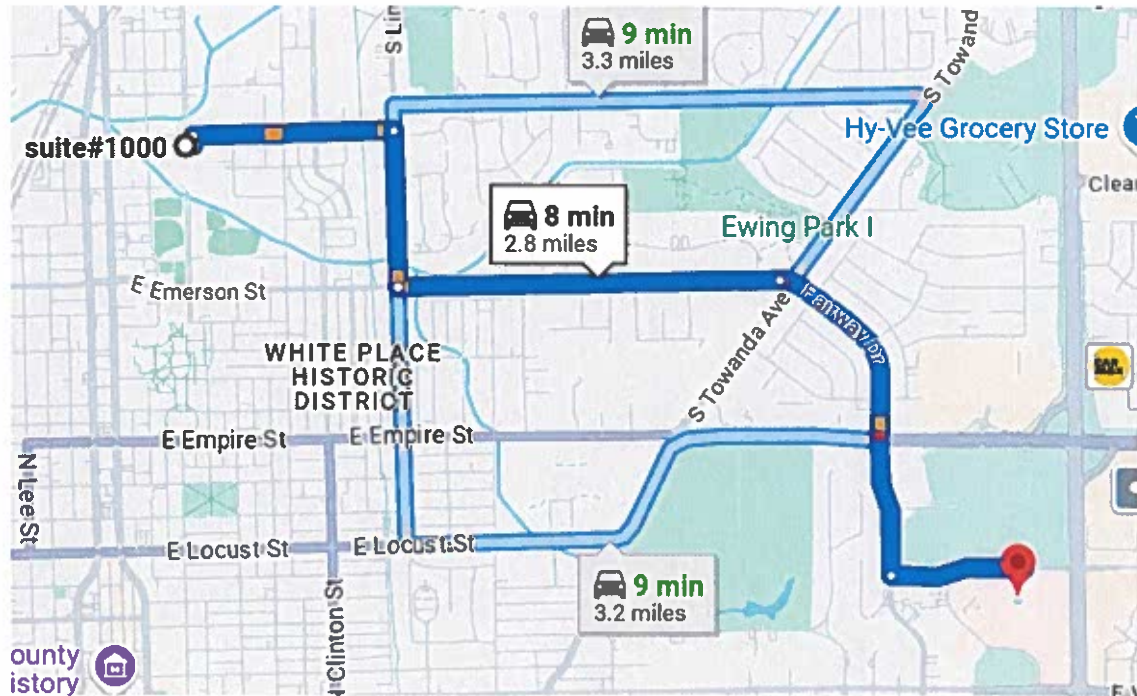 S Lin
9 min
3.3 miles
S Towand
Hy-Vee Grocery Store
suite#1000
Clear
8 min
2.8 miles
Ewing Park I
E Emerson St
Fairway Dr
S Towanda Ave
WHITE PLACE
HISTORIC
DISTRICT
E Empire St
E Empire St
N Lee St
E Locust St
E Locust St
9 min
3.2 miles
N Clinton St
ounty
istory